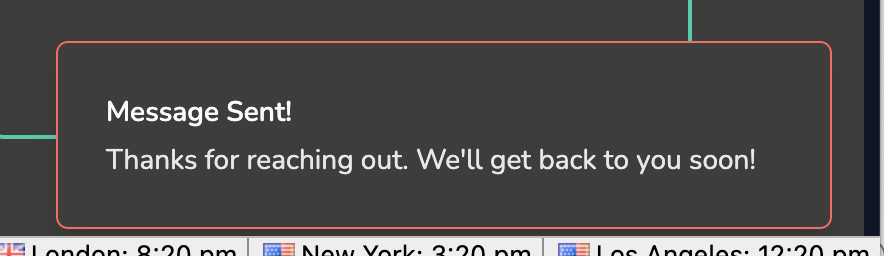 Message Sent!
Thanks for reaching out. We'll get back to you soon!
London: 8:20 pm New York: 3:20 pm Los Angeles: 12:20 pm